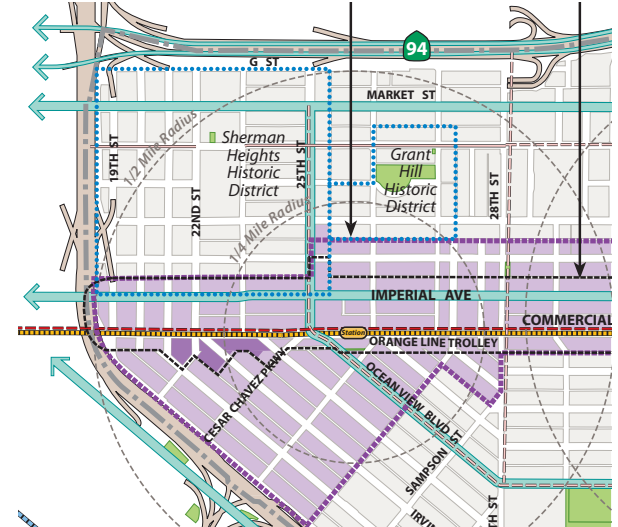 94
G ST
MARKET ST
19TH ST
1/2 Mile Radius
Sherman
Heights
Historic
District
25TH ST
Grant
Hill
Historic
District
28TH ST
22ND ST
1/4 Mile Radius
IMPERIAL AVE
COMMERCIAL
Station
ORANGE LINE TROLLEY
CESAR CHAVEZ PKWY
OCEAN VIEW BLVD
SAMPSON ST
IRVIN
TH ST